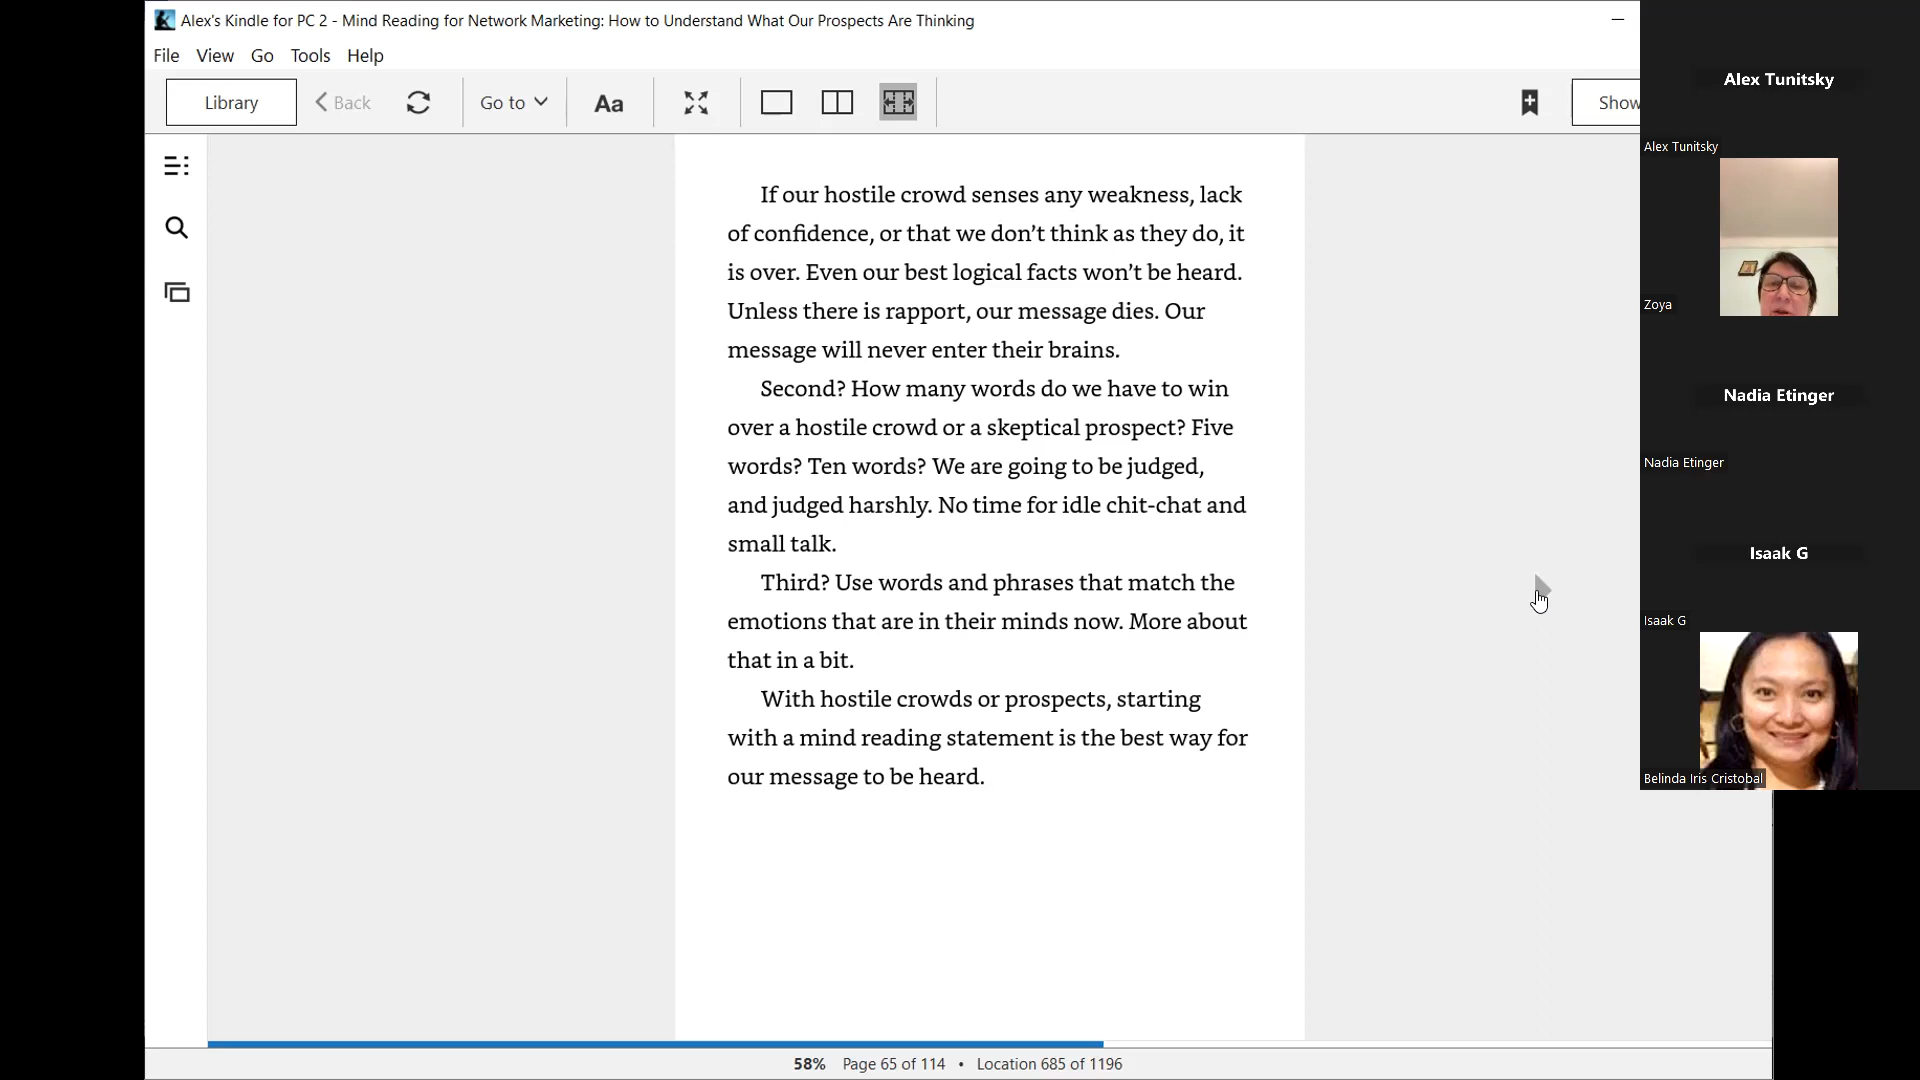 Alex's Kindle for PC 2 - Mind Reading for Network Marketing: How to Understand What Our Prospects Are Thinking
File View Go Tools Help
Library Back Go to Aa Show
If our hostile crowd senses any weakness, lack
of confidence, or that we don’t think as they do, it
is over. Even our best logical facts won’t be heard.
Unless there is rapport, our message dies. Our
message will never enter their brains.
Second? How many words do we have to win
over a hostile crowd or a skeptical prospect? Five
words? Ten words? We are going to be judged,
and judged harshly. No time for idle chit-chat and
small talk.
Third? Use words and phrases that match the
emotions that are in their minds now. More about
that in a bit.
With hostile crowds or prospects, starting
with a mind reading statement is the best way for
our message to be heard.
58% Page 65 of 114 • Location 685 of 1196
Alex Tunitsky
Alex Tunitsky
Zoya
Nadia Etinger
Nadia Etinger
Isaak G
Isaak G
Belinda Iris Cristobal